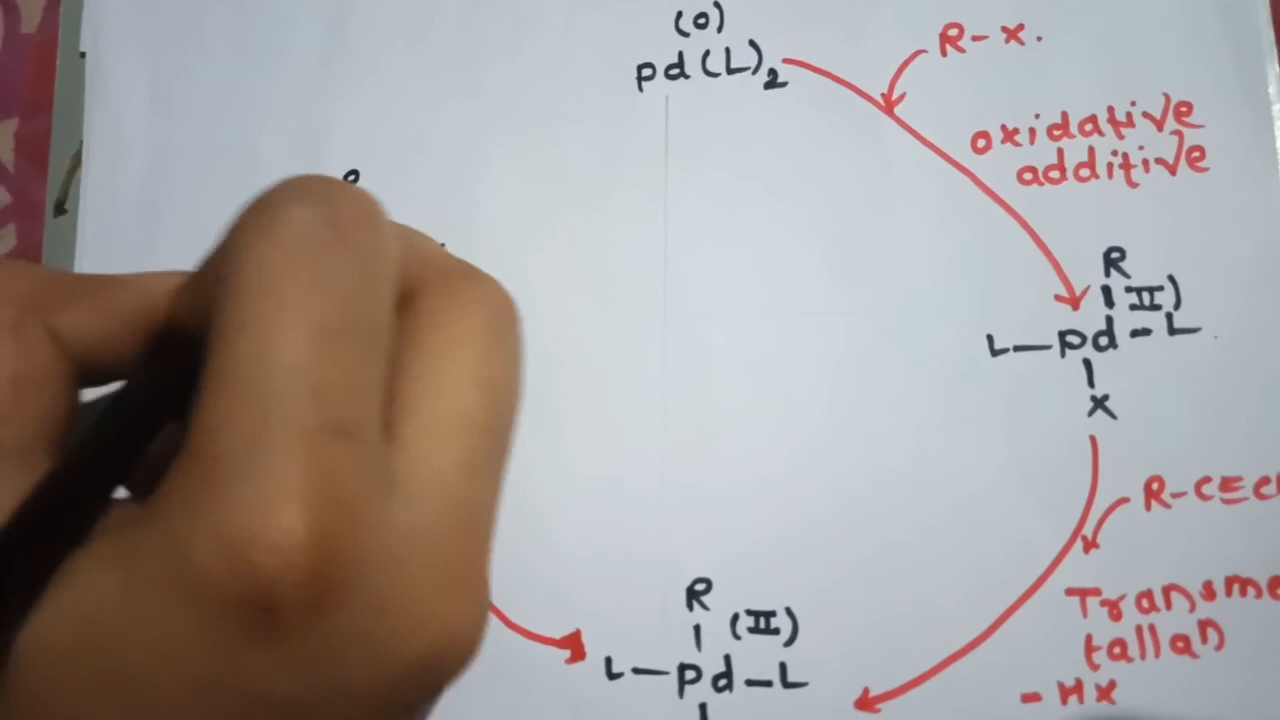 (0)
pd(L)2
R-X.
oxidative
additive
R
(II)
L-pd-L
X
R-C≡C
Transme
tallan
-HX
R
(II)
L-Pd-L